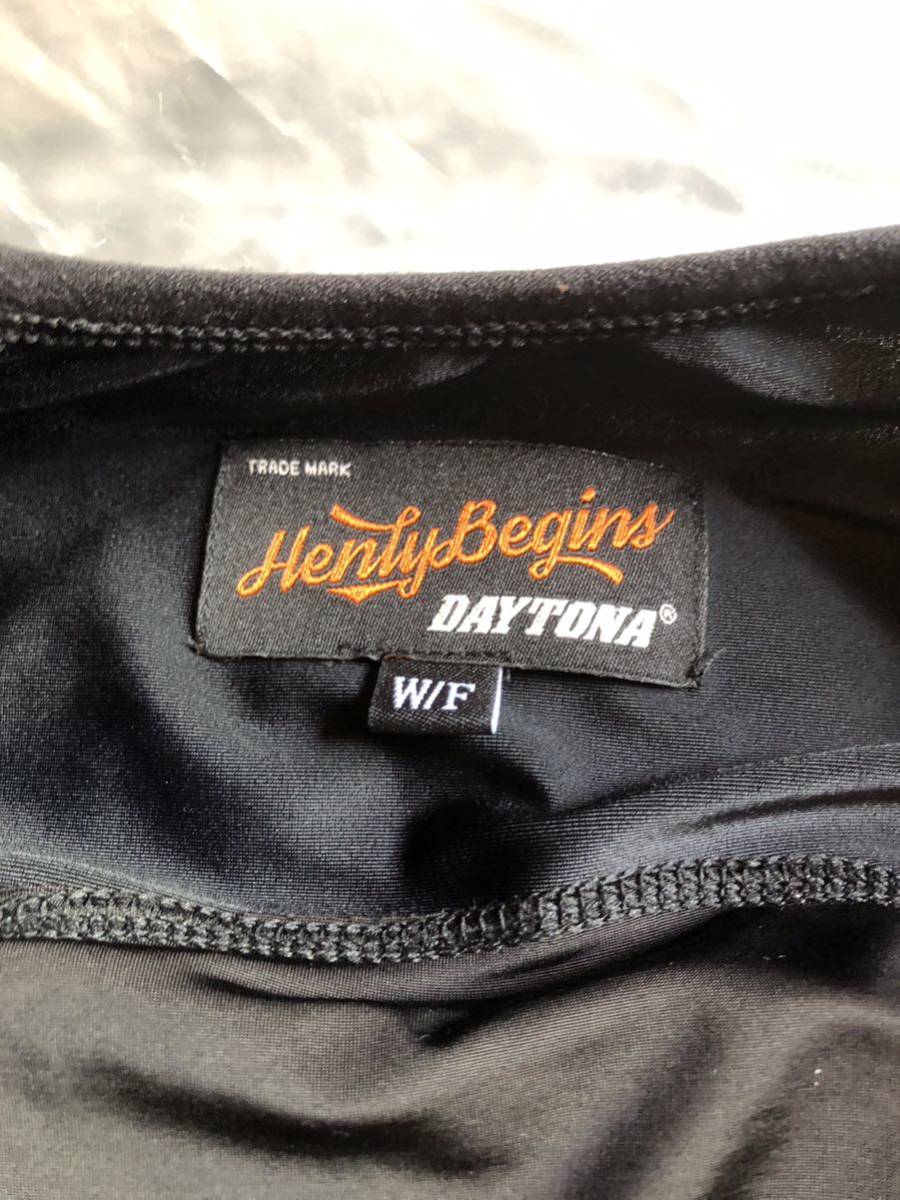 TRADE MARK
HenlyBegins
DAYTONA®
W/F